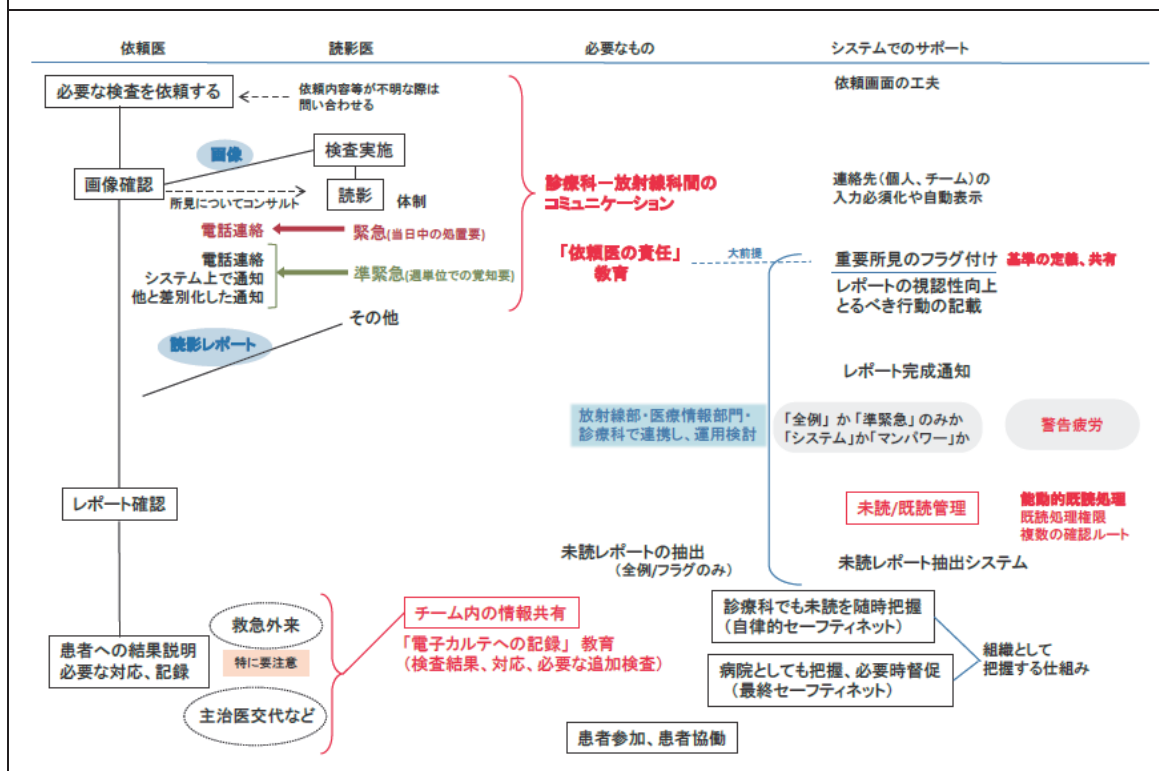 依頼医
読影医
必要なもの
システムでのサポート
必要な検査を依頼する
依頼内容等が不明な際は
問い合わせる
依頼画面の工夫
画像
検査実施
画像確認
所見についてコンサルト
読影
体制
診療科ー放射線科間の
コミュニケーション
連絡先(個人、チーム)の
入力必須化や自動表示
電話連絡
緊急(当日中の処置要)
電話連絡
システム上で通知
他と差別化した通知
準緊急(週単位での覚知要)
「依頼医の責任」
教育
大前提
重要所見のフラグ付け
基準の定義、共有
レポートの視認性向上
とるべき行動の記載
その他
読影レポート
レポート完成通知
放射線部・医療情報部門・
診療科で連携し、運用検討
「全例」か「準緊急」のみか
「システム」か「マンパワー」か
警告疲労
レポート確認
未読/既読管理
能動的既読処理
既読処理権限
複数の確認ルート
未読レポートの抽出
(全例/フラグのみ)
未読レポート抽出システム
救急外来
特に要注意
主治医交代など
患者への結果説明
必要な対応、記録
チーム内の情報共有
「電子カルテへの記録」 教育
(検査結果、対応、必要な追加検査)
診療科でも未読を随時把握
(自律的セーフティネット)
病院としても把握、必要時督促
(最終セーフティネット)
組織として
把握する仕組み
患者参加、患者協働